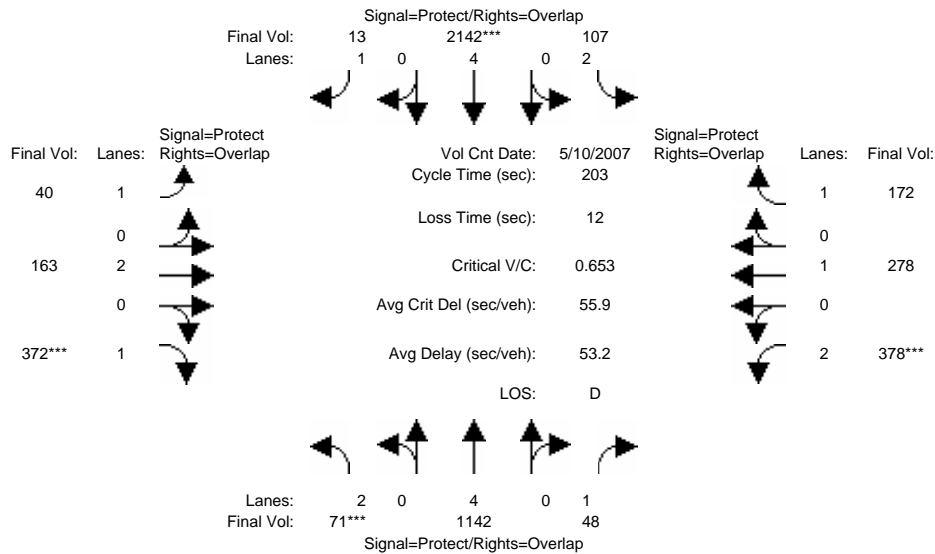 Signal=Protect/Rights=Overlap
Final Vol: 13 2142*** 107
Lanes: 1 0 4 0 2
Signal=Protect
Final Vol: Lanes: Rights=Overlap
Vol Cnt Date: 5/10/2007
Signal=Protect
Rights=Overlap Lanes: Final Vol:
Cycle Time (sec): 203
40 1
1 172
Loss Time (sec): 12
0
0
163 2
Critical V/C: 0.653
1 278
0
Avg Crit Del (sec/veh): 55.9
0
372*** 1
Avg Delay (sec/veh): 53.2
2 378***
LOS: D
Lanes: 2 0 4 0 1
Final Vol: 71*** 1142 48
Signal=Protect/Rights=Overlap